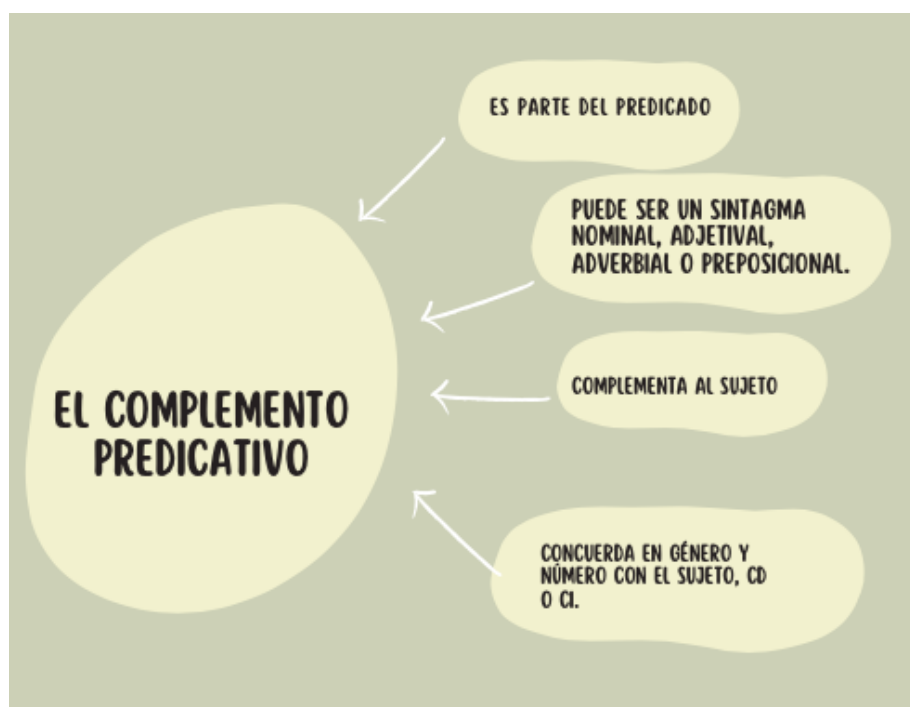 ES PARTE DEL PREDICADO
PUEDE SER UN SINTAGMA
NOMINAL, ADJETIVAL,
ADVERBIAL O PREPOSICIONAL.
EL COMPLEMENTO
PREDICATIVO
COMPLEMENTA AL SUJETO
CONCUERDA EN GÉNERO Y
NÚMERO CON EL SUJETO, CD
O CI.